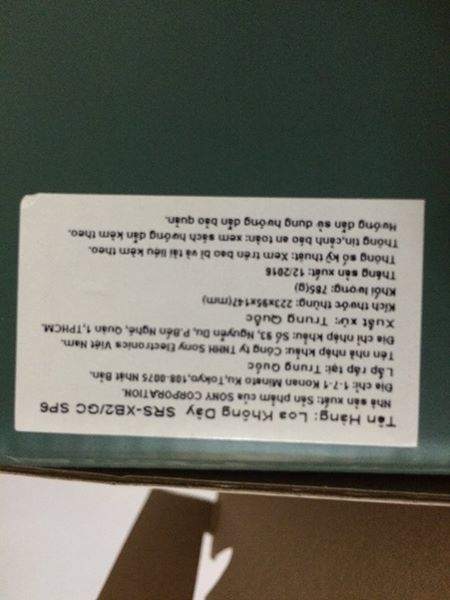 Tên Hàng: Loa Không Dây SRS-XB2/GC SP6
Nhà sản xuất: Sản phẩm của SONY CORPORATION.
Địa chỉ: 1-7-1 Konan Minato Ku,Tokyo,108-0075 Nhật Bản.
Lắp ráp tại: Trung Quốc
Tên nhà nhập khẩu: Công ty TNHH Sony Electronics Việt Nam.
Địa chỉ nhập khẩu: Số 93, Nguyễn Du, P.Bến Nghé, Quận 1,TPHCM.
Xuất xứ: Trung Quốc
Kích thước thùng: 223x95x147(mm)
Khối lượng: 785(g)
Tháng sản xuất: 12/2016
Thông số kỹ thuật: Xem trên bao bì và tài liệu kèm theo.
Thông tin,cảnh báo an toàn: xem sách hướng dẫn kèm theo.
Hướng dẫn sử dụng hướng dẫn bảo quản.